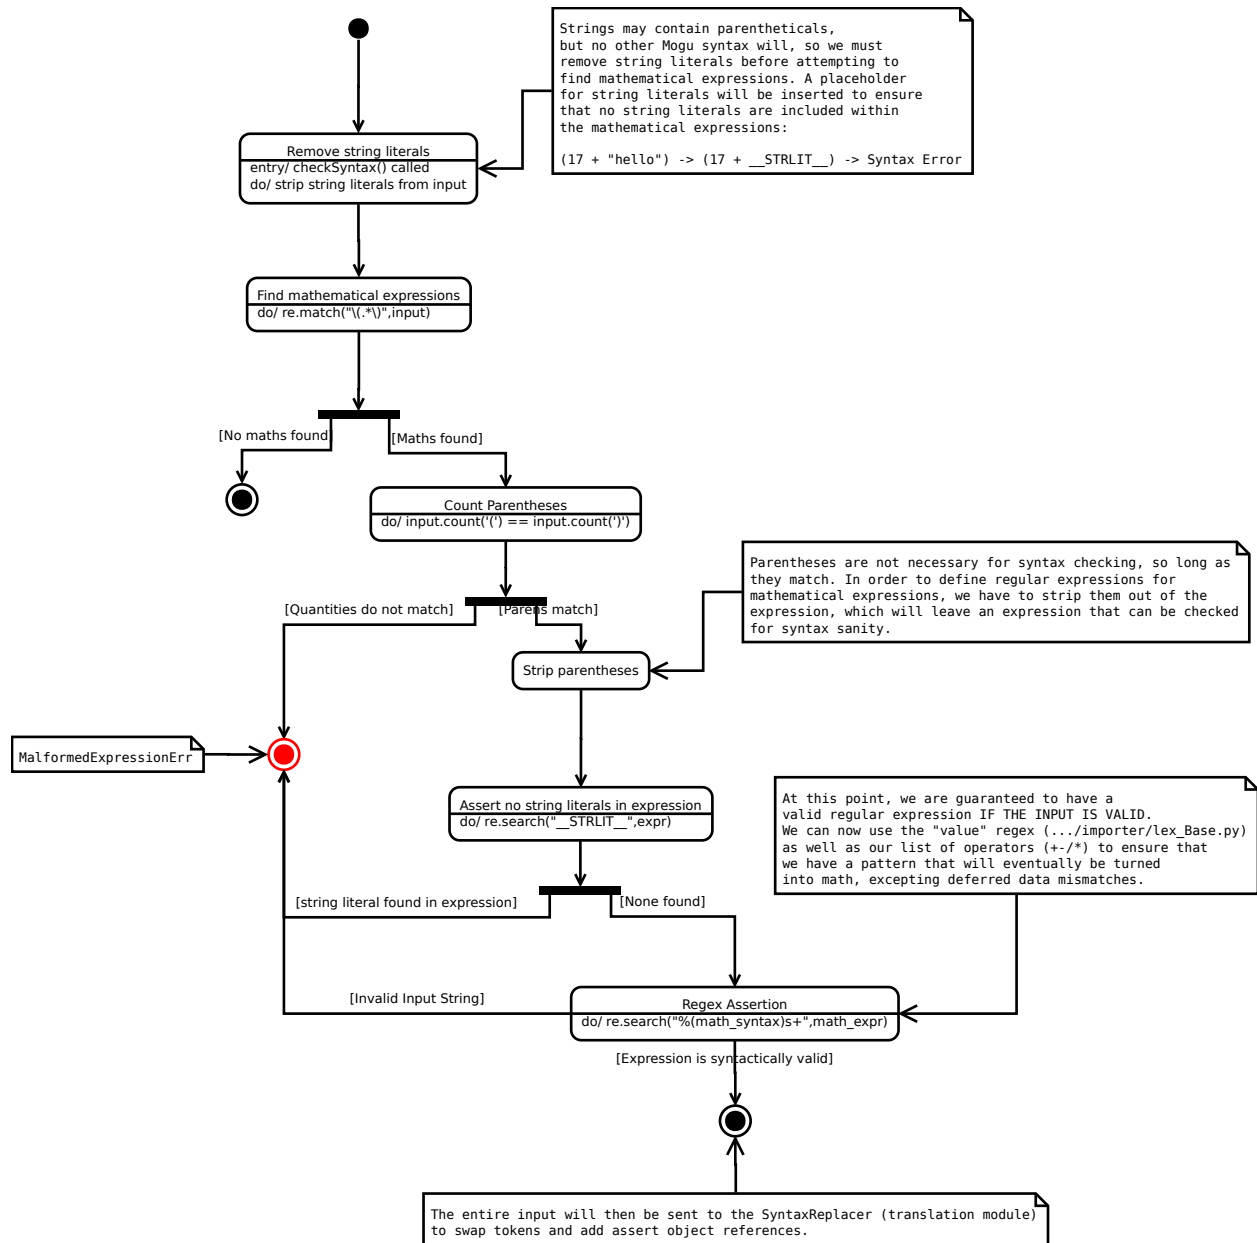 Strings may contain parentheticals,
but no other Mogu syntax will, so we must
remove string literals before attempting to
find mathematical expressions. A placeholder
for string literals will be inserted to ensure
that no string literals are included within
the mathematical expressions:
(17 + "hello") -> (17 + __STRLIT__) -> Syntax Error
Remove string literals
entry/ checkSyntax() called
do/ strip string literals from input
Find mathematical expressions
do/ re.match("\(.*\)",input)
[No maths found]
[Maths found]
Count Parentheses
do/ input.count('(') == input.count(')')
Parentheses are not necessary for syntax checking, so long as
they match. In order to define regular expressions for
mathematical expressions, we have to strip them out of the
expression, which will leave an expression that can be checked
for syntax sanity.
[Quantities do not match]
[Parens match]
Strip parentheses
MalformedExpressionErr
Assert no string literals in expression
do/ re.search("__STRLIT__",expr)
At this point, we are guaranteed to have a
valid regular expression IF THE INPUT IS VALID.
We can now use the "value" regex (.../importer/lex_Base.py)
as well as our list of operators (+-/*) to ensure that
we have a pattern that will eventually be turned
into math, excepting deferred data mismatches.
[string literal found in expression]
[None found]
[Invalid Input String]
Regex Assertion
do/ re.search("%(math_syntax)s+",math_expr)
[Expression is syntactically valid]
The entire input will then be sent to the SyntaxReplacer (translation module)
to swap tokens and add assert object references.